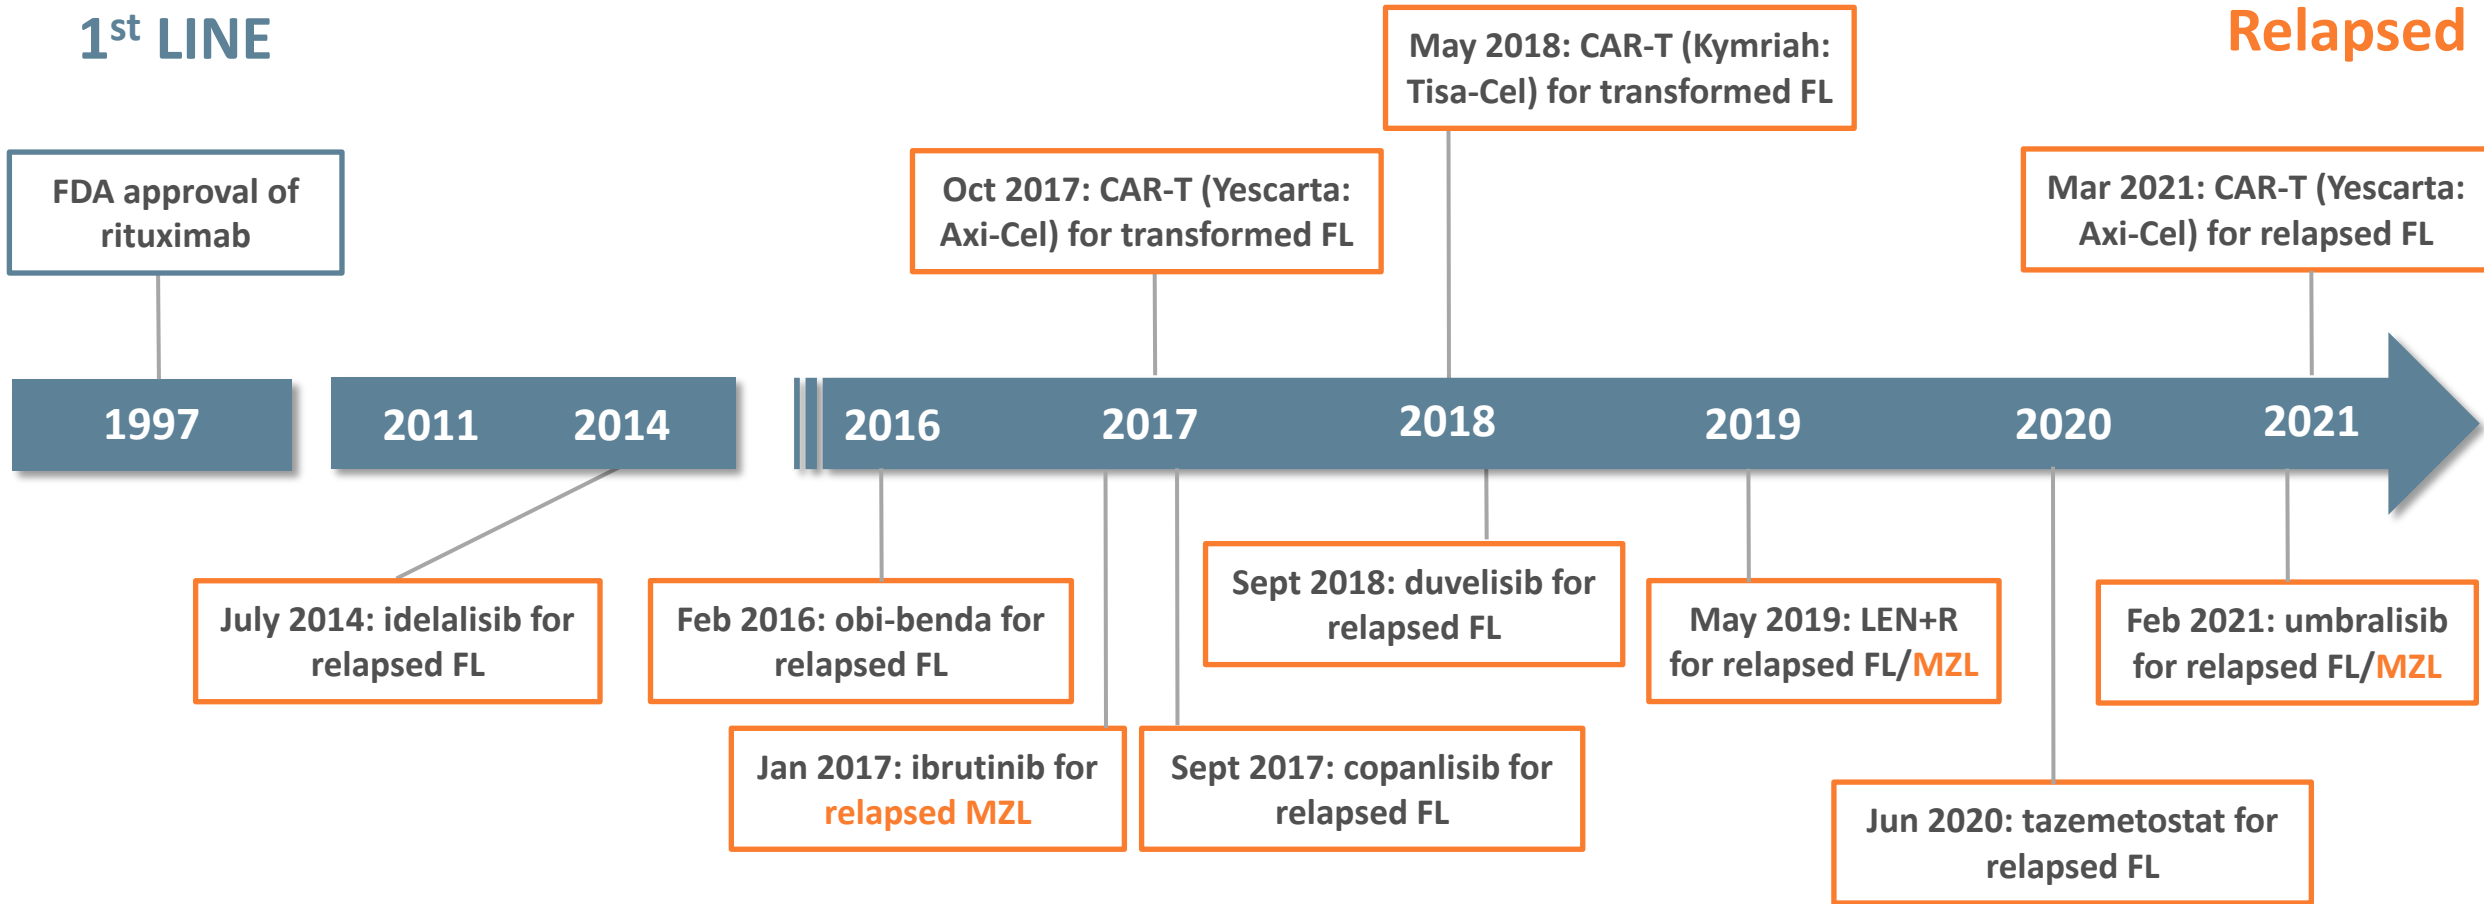 1st LINE
Relapsed
May 2018: CAR-T (Kymriah:
Tisa-Cel) for transformed FL
FDA approval of
rituximab
Oct 2017: CAR-T (Yescarta:
Axi-Cel) for transformed FL
Mar 2021: CAR-T (Yescarta:
Axi-Cel) for relapsed FL
1997
2011
2014
2016
2017
2018
2019
2020
2021
July 2014: idelalisib for
relapsed FL
Feb 2016: obi-benda for
relapsed FL
Sept 2018: duvelisib for
relapsed FL
May 2019: LEN+R
for relapsed FL/MZL
Feb 2021: umbralisib
for relapsed FL/MZL
Jan 2017: ibrutinib for
relapsed MZL
Sept 2017: copanlisib for
relapsed FL
Jun 2020: tazemetostat for
relapsed FL